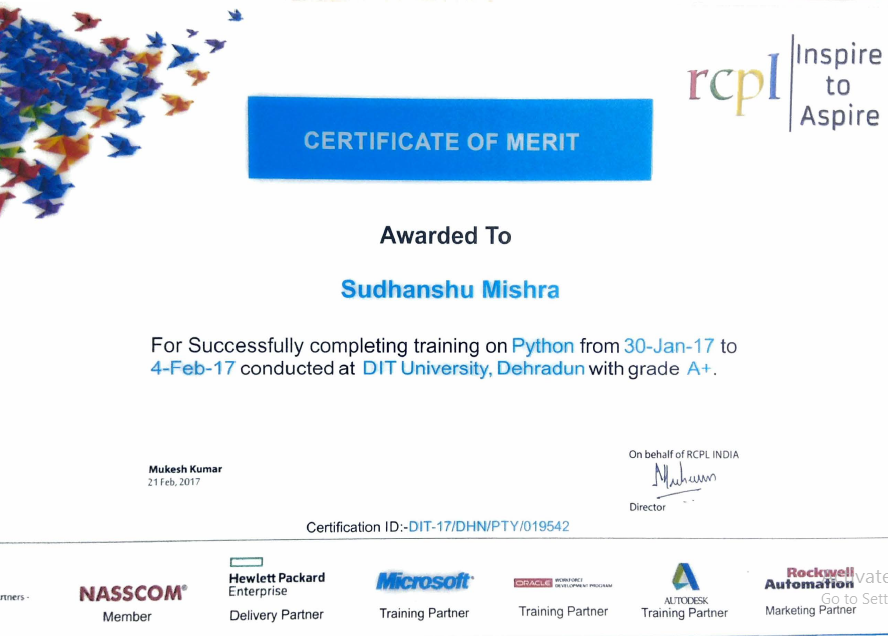 rcpl
Inspire
to
Aspire
CERTIFICATE OF MERIT
Awarded To
Sudhanshu Mishra
For Successfully completing training on Python from 30-Jan-17 to
4-Feb-17 conducted at DIT University, Dehradun with grade A+.
Mukesh Kumar
21 Feb, 2017
On behalf of RCPL INDIA
Director
Certification ID:-DIT-17/DHN/PTY/019542
rtners -
NASSCOM®
Member
Hewlett Packard
Enterprise
Delivery Partner
Microsoft
Training Partner
ORACLE WORKFORCE
DEVELOPMENT PROGRAM
Training Partner
AUTODESK
Training Partner
Rockwell
Automation
Marketing Partner
vate
Go to Sett